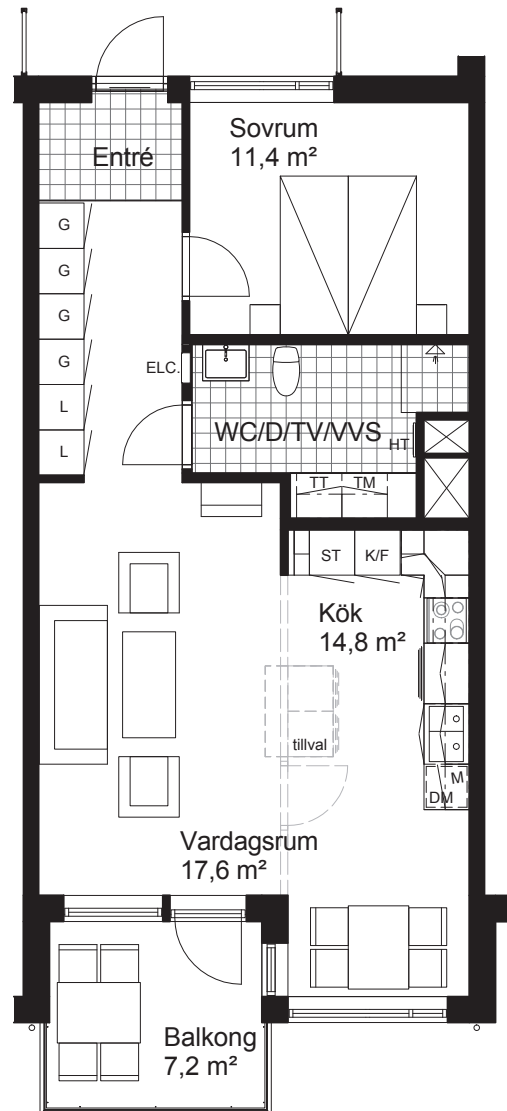 Sovrum
11,4 m²
Entré
G
G
G
G
L
L
ELC.
WC/D/TV/VVS
HT
TT
TM
ST
K/F
Kök
14,8 m²
tillval
M
DM
Vardagsrum
17,6 m²
Balkong
7,2 m²